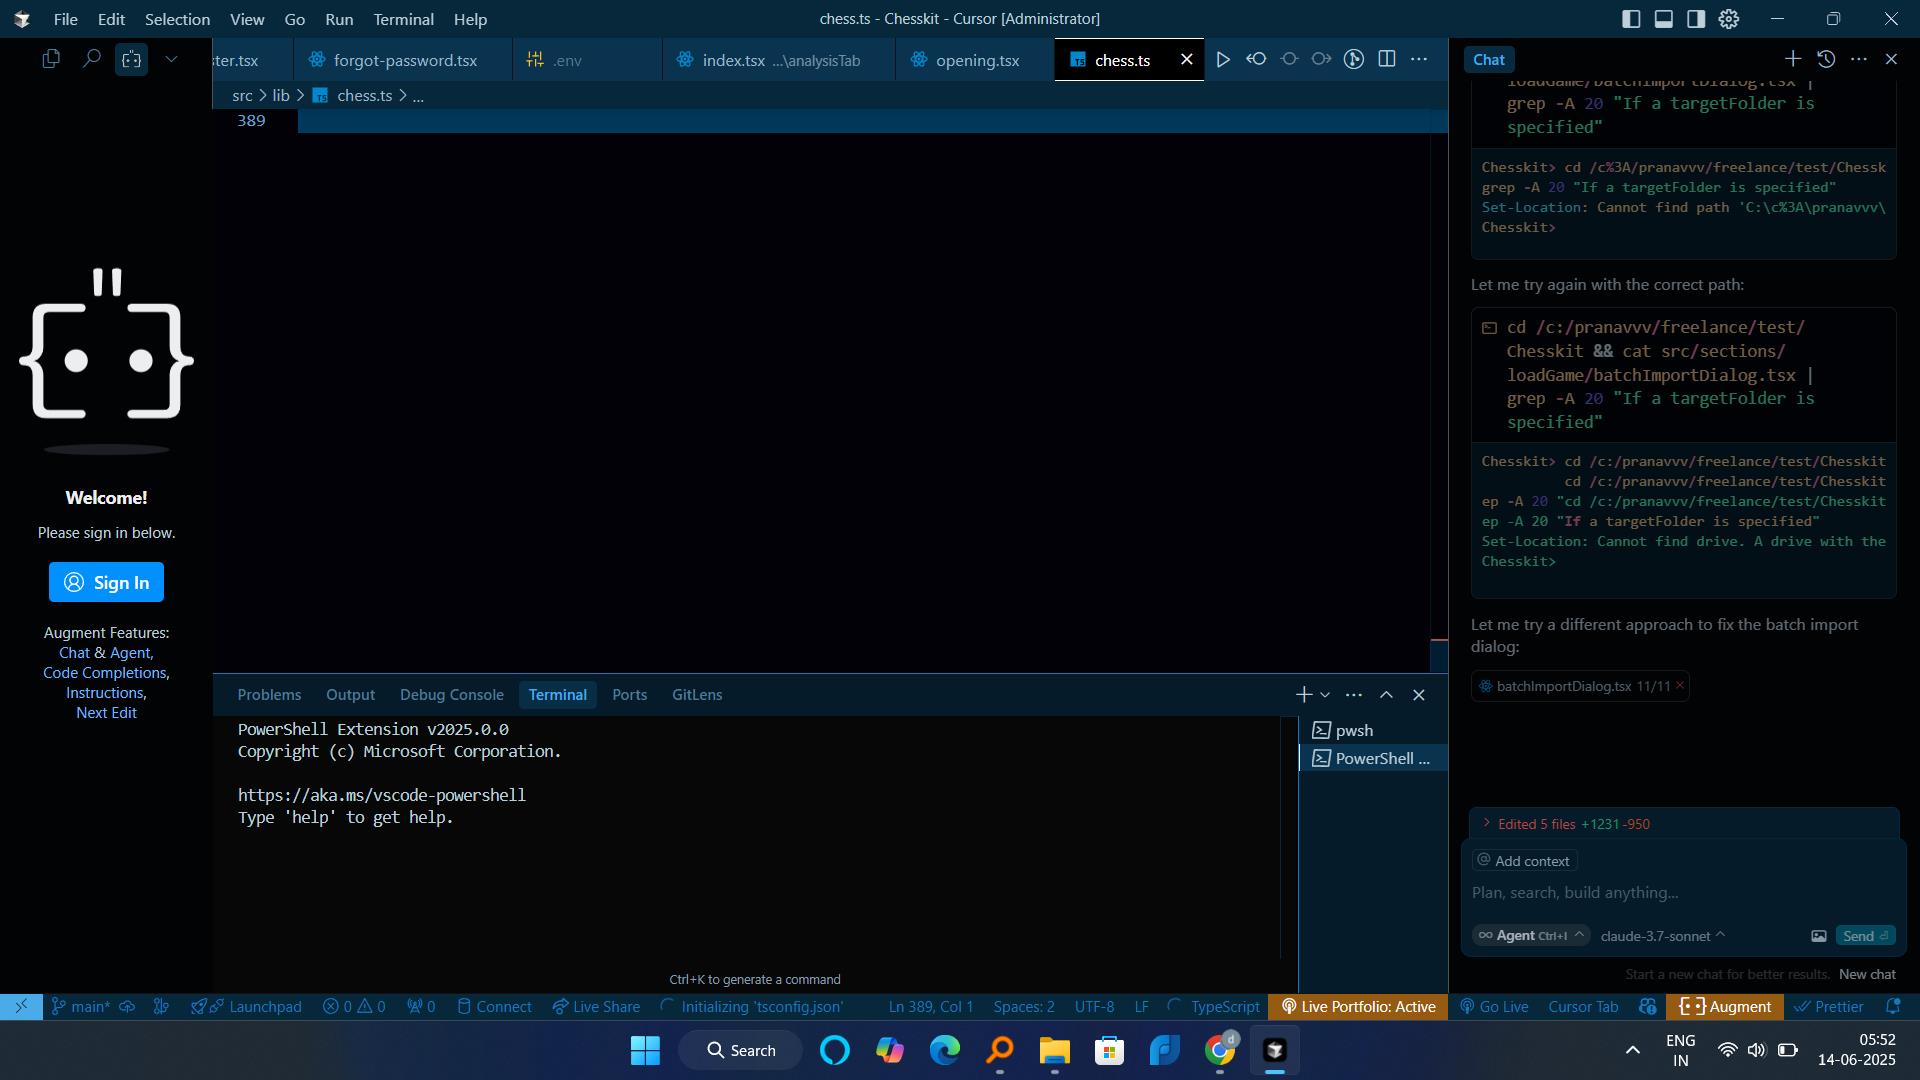 File Edit Selection View Go Run Terminal Help
chess.ts - Chesskit - Cursor [Administrator]
ster.tsx
forgot-password.tsx
.env
index.tsx ...\analysisTab
opening.tsx
chess.ts
src > lib > TS chess.ts > ...
389
Welcome!
Please sign in below.
Sign In
Augment Features:
Chat & Agent,
Code Completions,
Instructions,
Next Edit
Problems Output Debug Console Terminal Ports GitLens
PowerShell Extension v2025.0.0
Copyright (c) Microsoft Corporation.
https://aka.ms/vscode-powershell
Type 'help' to get help.
Ctrl+K to generate a command
pwsh
PowerShell ...
Chat
loadGame/batchImportDialog.tsx |
grep -A 20 "If a targetFolder is
specified"
Chesskit> cd /c%3A/pranavvv/freelance/test/Chessk
grep -A 20 "If a targetFolder is specified"
Set-Location: Cannot find path 'C:\c%3A\pranavvv\
Chesskit>
Let me try again with the correct path:
cd /c:/pranavvv/freelance/test/
Chesskit && cat src/sections/
loadGame/batchImportDialog.tsx |
grep -A 20 "If a targetFolder is
specified"
Chesskit> cd /c:/pranavvv/freelance/test/Chesskit
cd /c:/pranavvv/freelance/test/Chesskit
ep -A 20 "cd /c:/pranavvv/freelance/test/Chesskit
ep -A 20 "If a targetFolder is specified"
Set-Location: Cannot find drive. A drive with the
Chesskit>
Let me try a different approach to fix the batch import
dialog:
batchImportDialog.tsx 11/11
Edited 5 files +1231 -950
@ Add context
Plan, search, build anything...
∞ Agent Ctrl+I claude-3.7-sonnet Send
Start a new chat for better results. New chat
main* Launchpad 0 0 0 Connect Live Share Initializing 'tsconfig.json' Ln 389, Col 1 Spaces: 2 UTF-8 LF TypeScript Live Portfolio: Active Go Live Cursor Tab Augment Prettier
Search
d
ENG
IN
05:52
14-06-2025